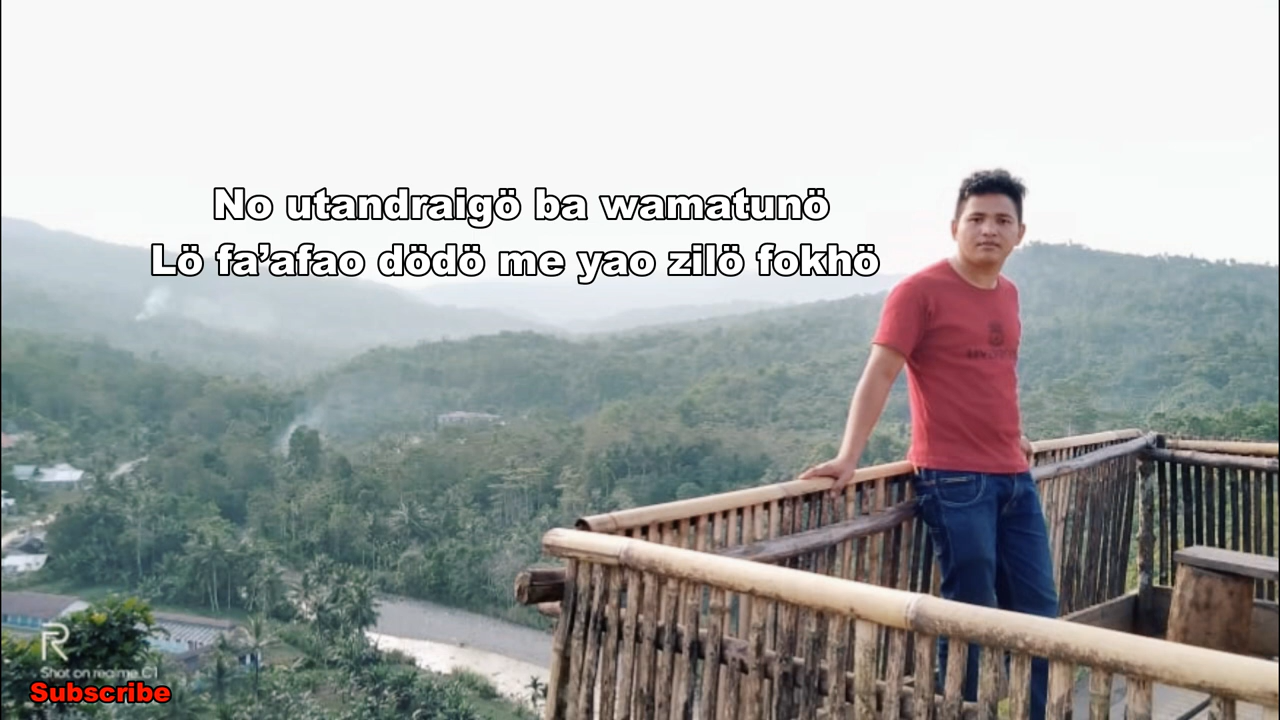 No utandraigö ba wamatunö
Lö fa’afao dödö me yao zilö fokhö
R
Shot on realme C1
Subscribe